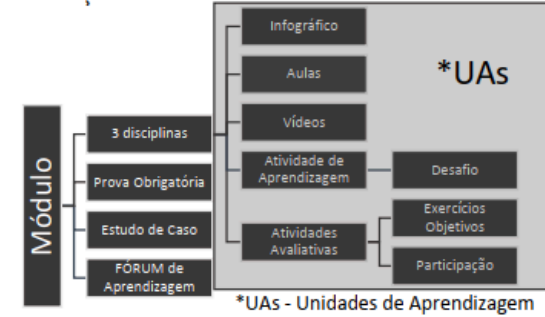 Módulo
3 disciplinas
Prova Obrigatória
Estudo de Caso
FÓRUM de
Aprendizagem
Infográfico
Aulas
Vídeos
Atividade de
Aprendizagem
Desafio
Atividades
Avaliativas
Exercícios
Objetivos
Participação
*UAs
*UAs - Unidades de Aprendizagem